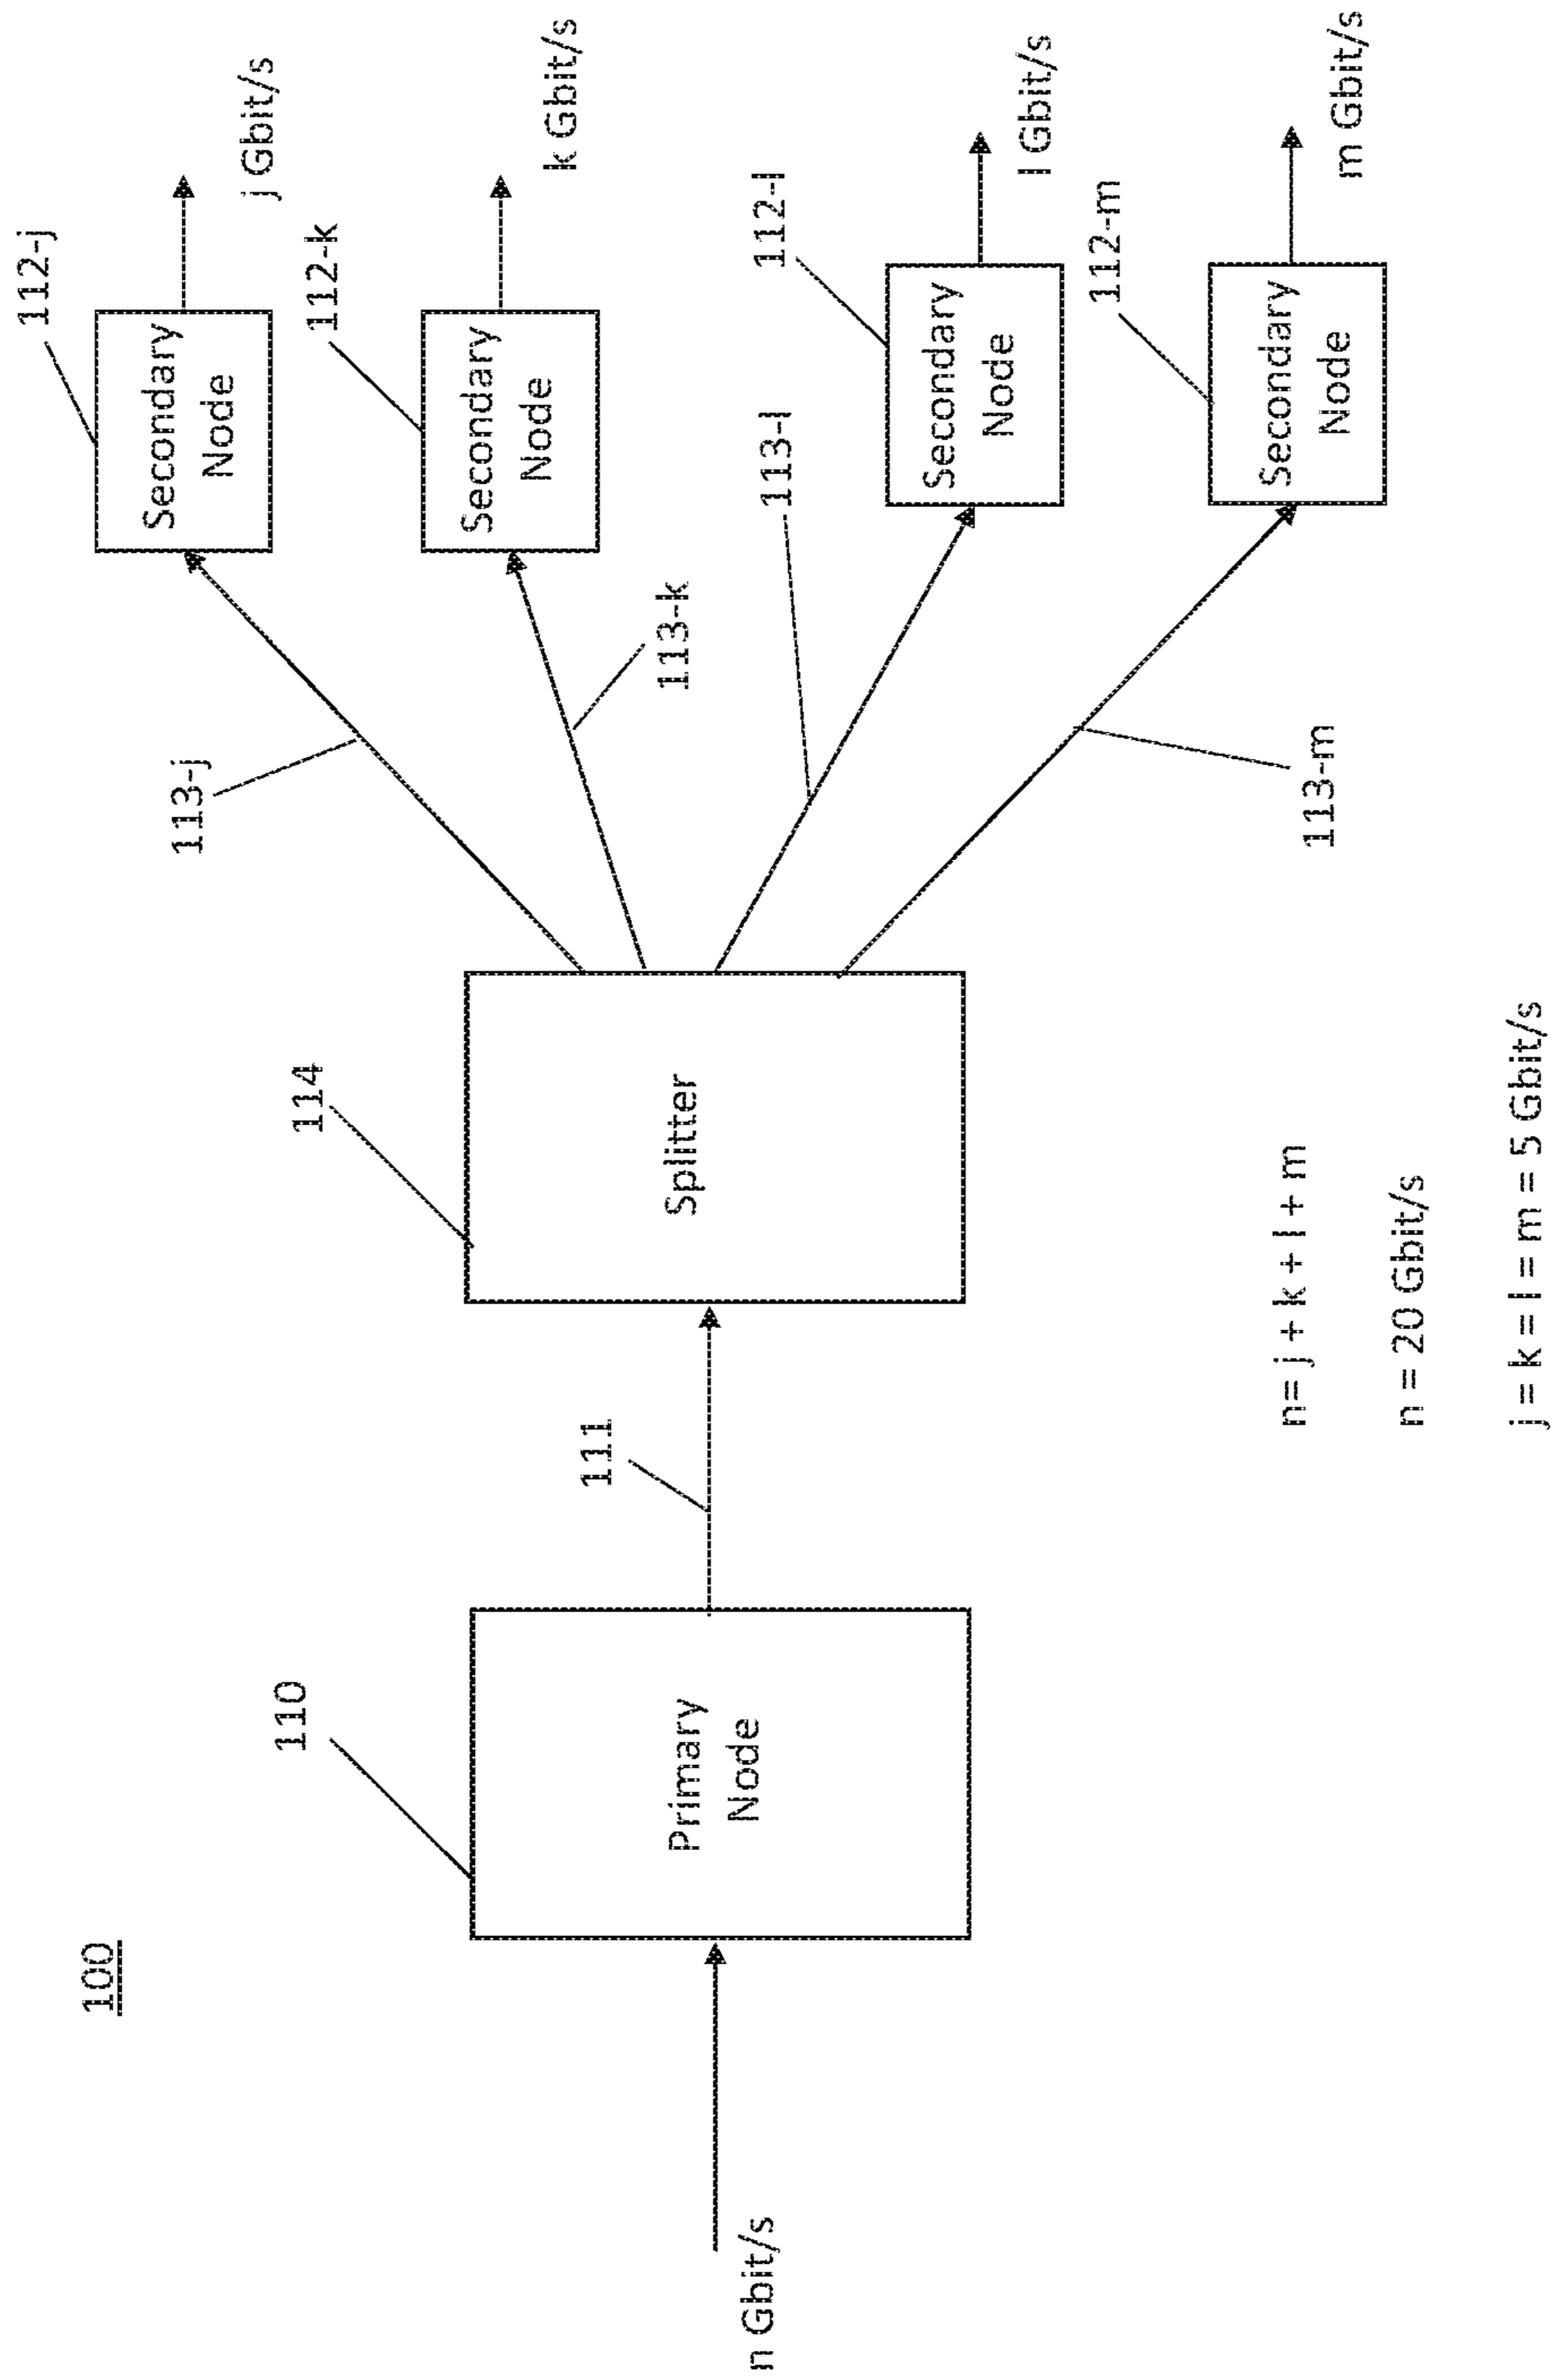 100
n Gbit/s
110
Primary
Node
111
114
Splitter
113-j
113-k
113-l
113-m
112-j
Secondary
Node
j Gbit/s
112-k
Secondary
Node
k Gbit/s
112-l
Secondary
Node
l Gbit/s
112-m
Secondary
Node
m Gbit/s
n= j + k + l + m
n = 20 Gbit/s
j = k = l = m = 5 Gbit/s